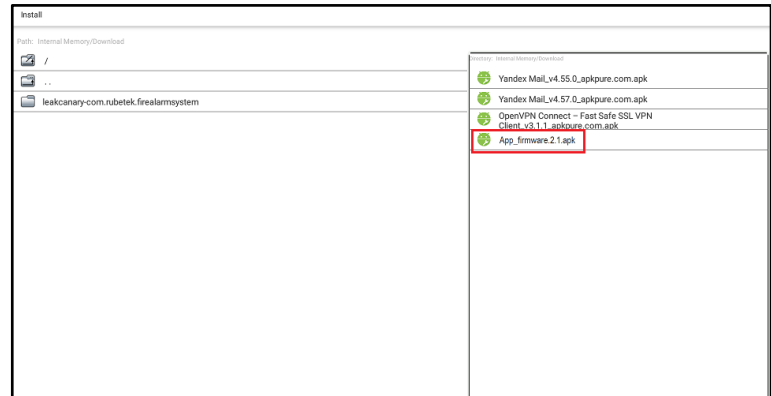 Install
Path: Internal Memory/Download
/
..
leakcanary-com.rubetek.firealarmsystem
Directory: Internal Memory/Download
Yandex Mail_v4.55.0_apkpure.com.apk
Yandex Mail_v4.57.0_apkpure.com.apk
OpenVPN Connect – Fast Safe SSL VPN
Client_v3.1.1_apkpure.com.apk
App_firmware.2.1.apk